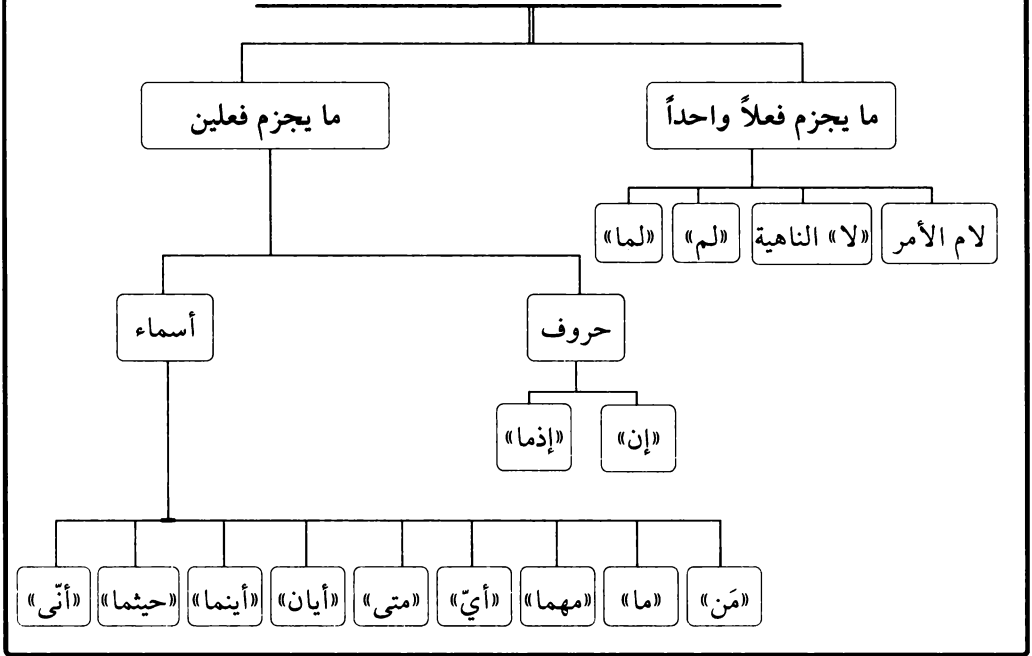 ما يجزم فعلاً واحداً
ما يجزم فعلين
لام الأمر
«لا» الناهية
«لم»
«لما»
حروف
أسماء
«إن»
«إذما»
«مَن»
«ما»
«مهما»
«أيّ»
«متى»
«أيان»
«أينما»
«حيثما»
«أنّى»